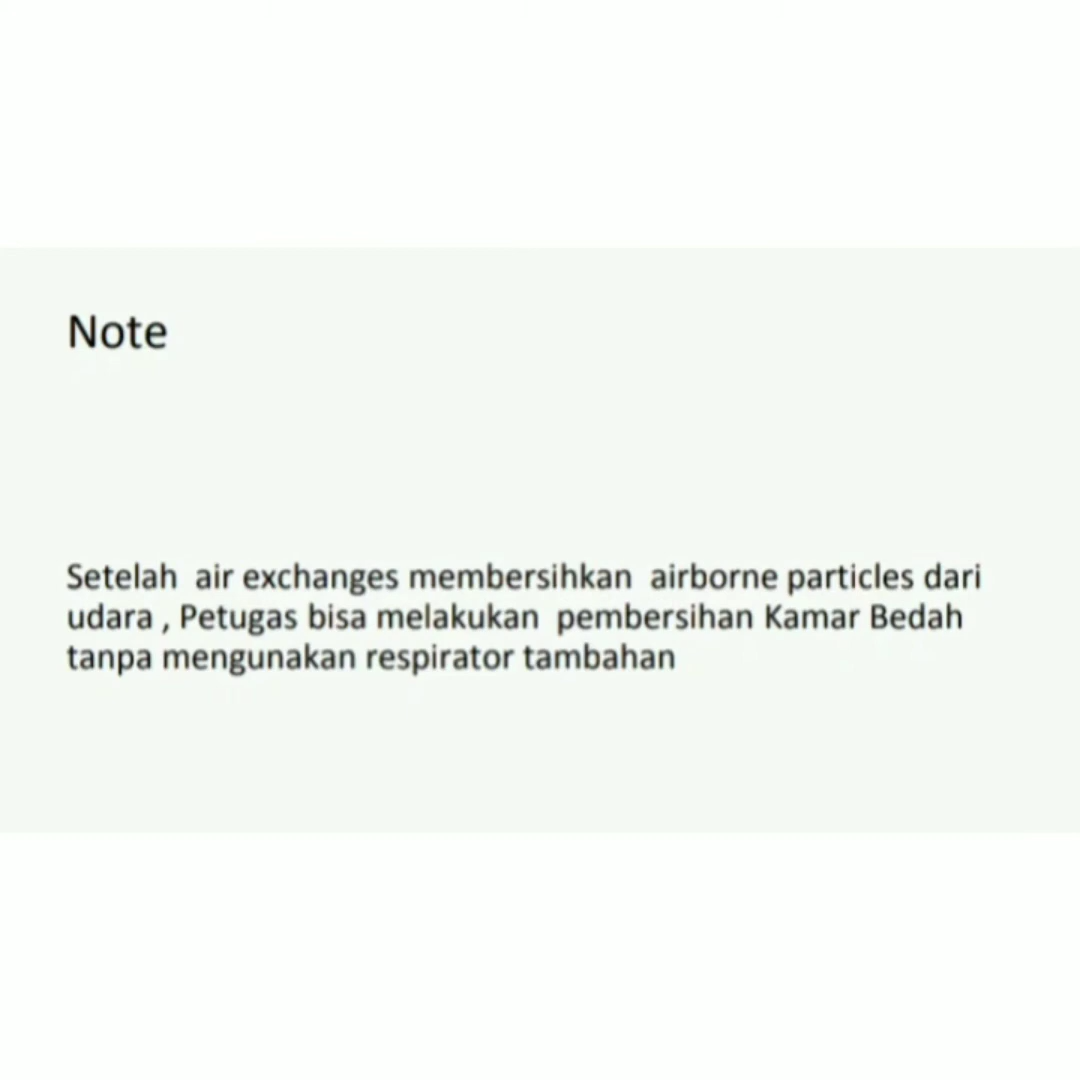 Note
Setelah air exchanges membersihkan airborne particles dari
udara , Petugas bisa melakukan pembersihan Kamar Bedah
tanpa mengunakan respirator tambahan